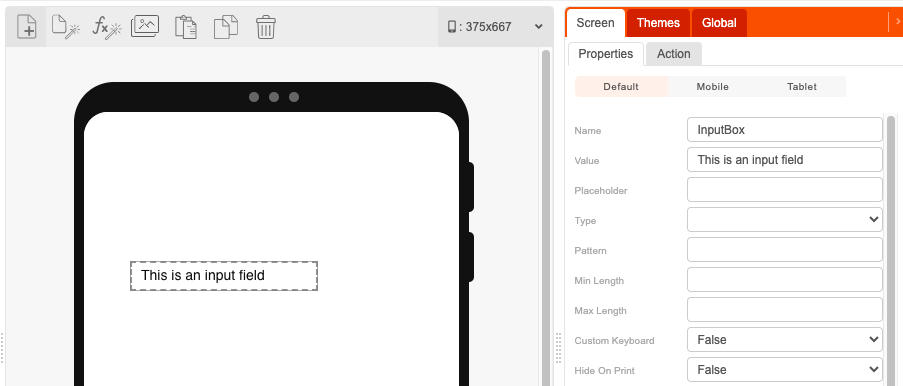 fx
: 375x667
Screen Themes Global
Properties Action
Default Mobile Tablet
Name InputBox
Value This is an input field
Placeholder
Type
Pattern
Min Length
Max Length
Custom Keyboard False
Hide On Print False
This is an input field